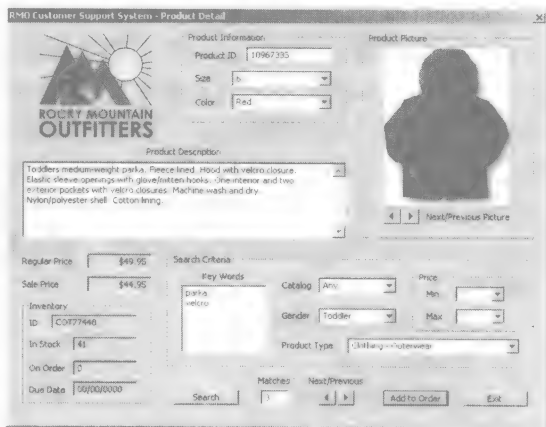 RMO Customer Support System - Product Detail
ROCKY MOUNTAIN
OUTFITTERS
Product Information
Product ID 10967395
Size 6
Color Red
Product Picture
Next/Previous Picture
Product Description
Toddlers medium-weight parka. Fleece lined. Hood with velcro closure.
Elastic sleeve openings with glove/mitten hooks. One interior and two
exterior pockets with velcro closures. Machine wash and dry.
Nylon/polyester shell. Cotton lining.
Regular Price $49.95
Sale Price $44.95
Inventory
ID
In Stock 41
On Order 0
Due Date 00/00/0000
Search Criteria
Key Words
parka
velcro
Catalog Any
Gender Toddler
Price
Min
Max
Product Type Clothing - Outerwear
Search
Matches
Next/Previous
Add to Order
Exit